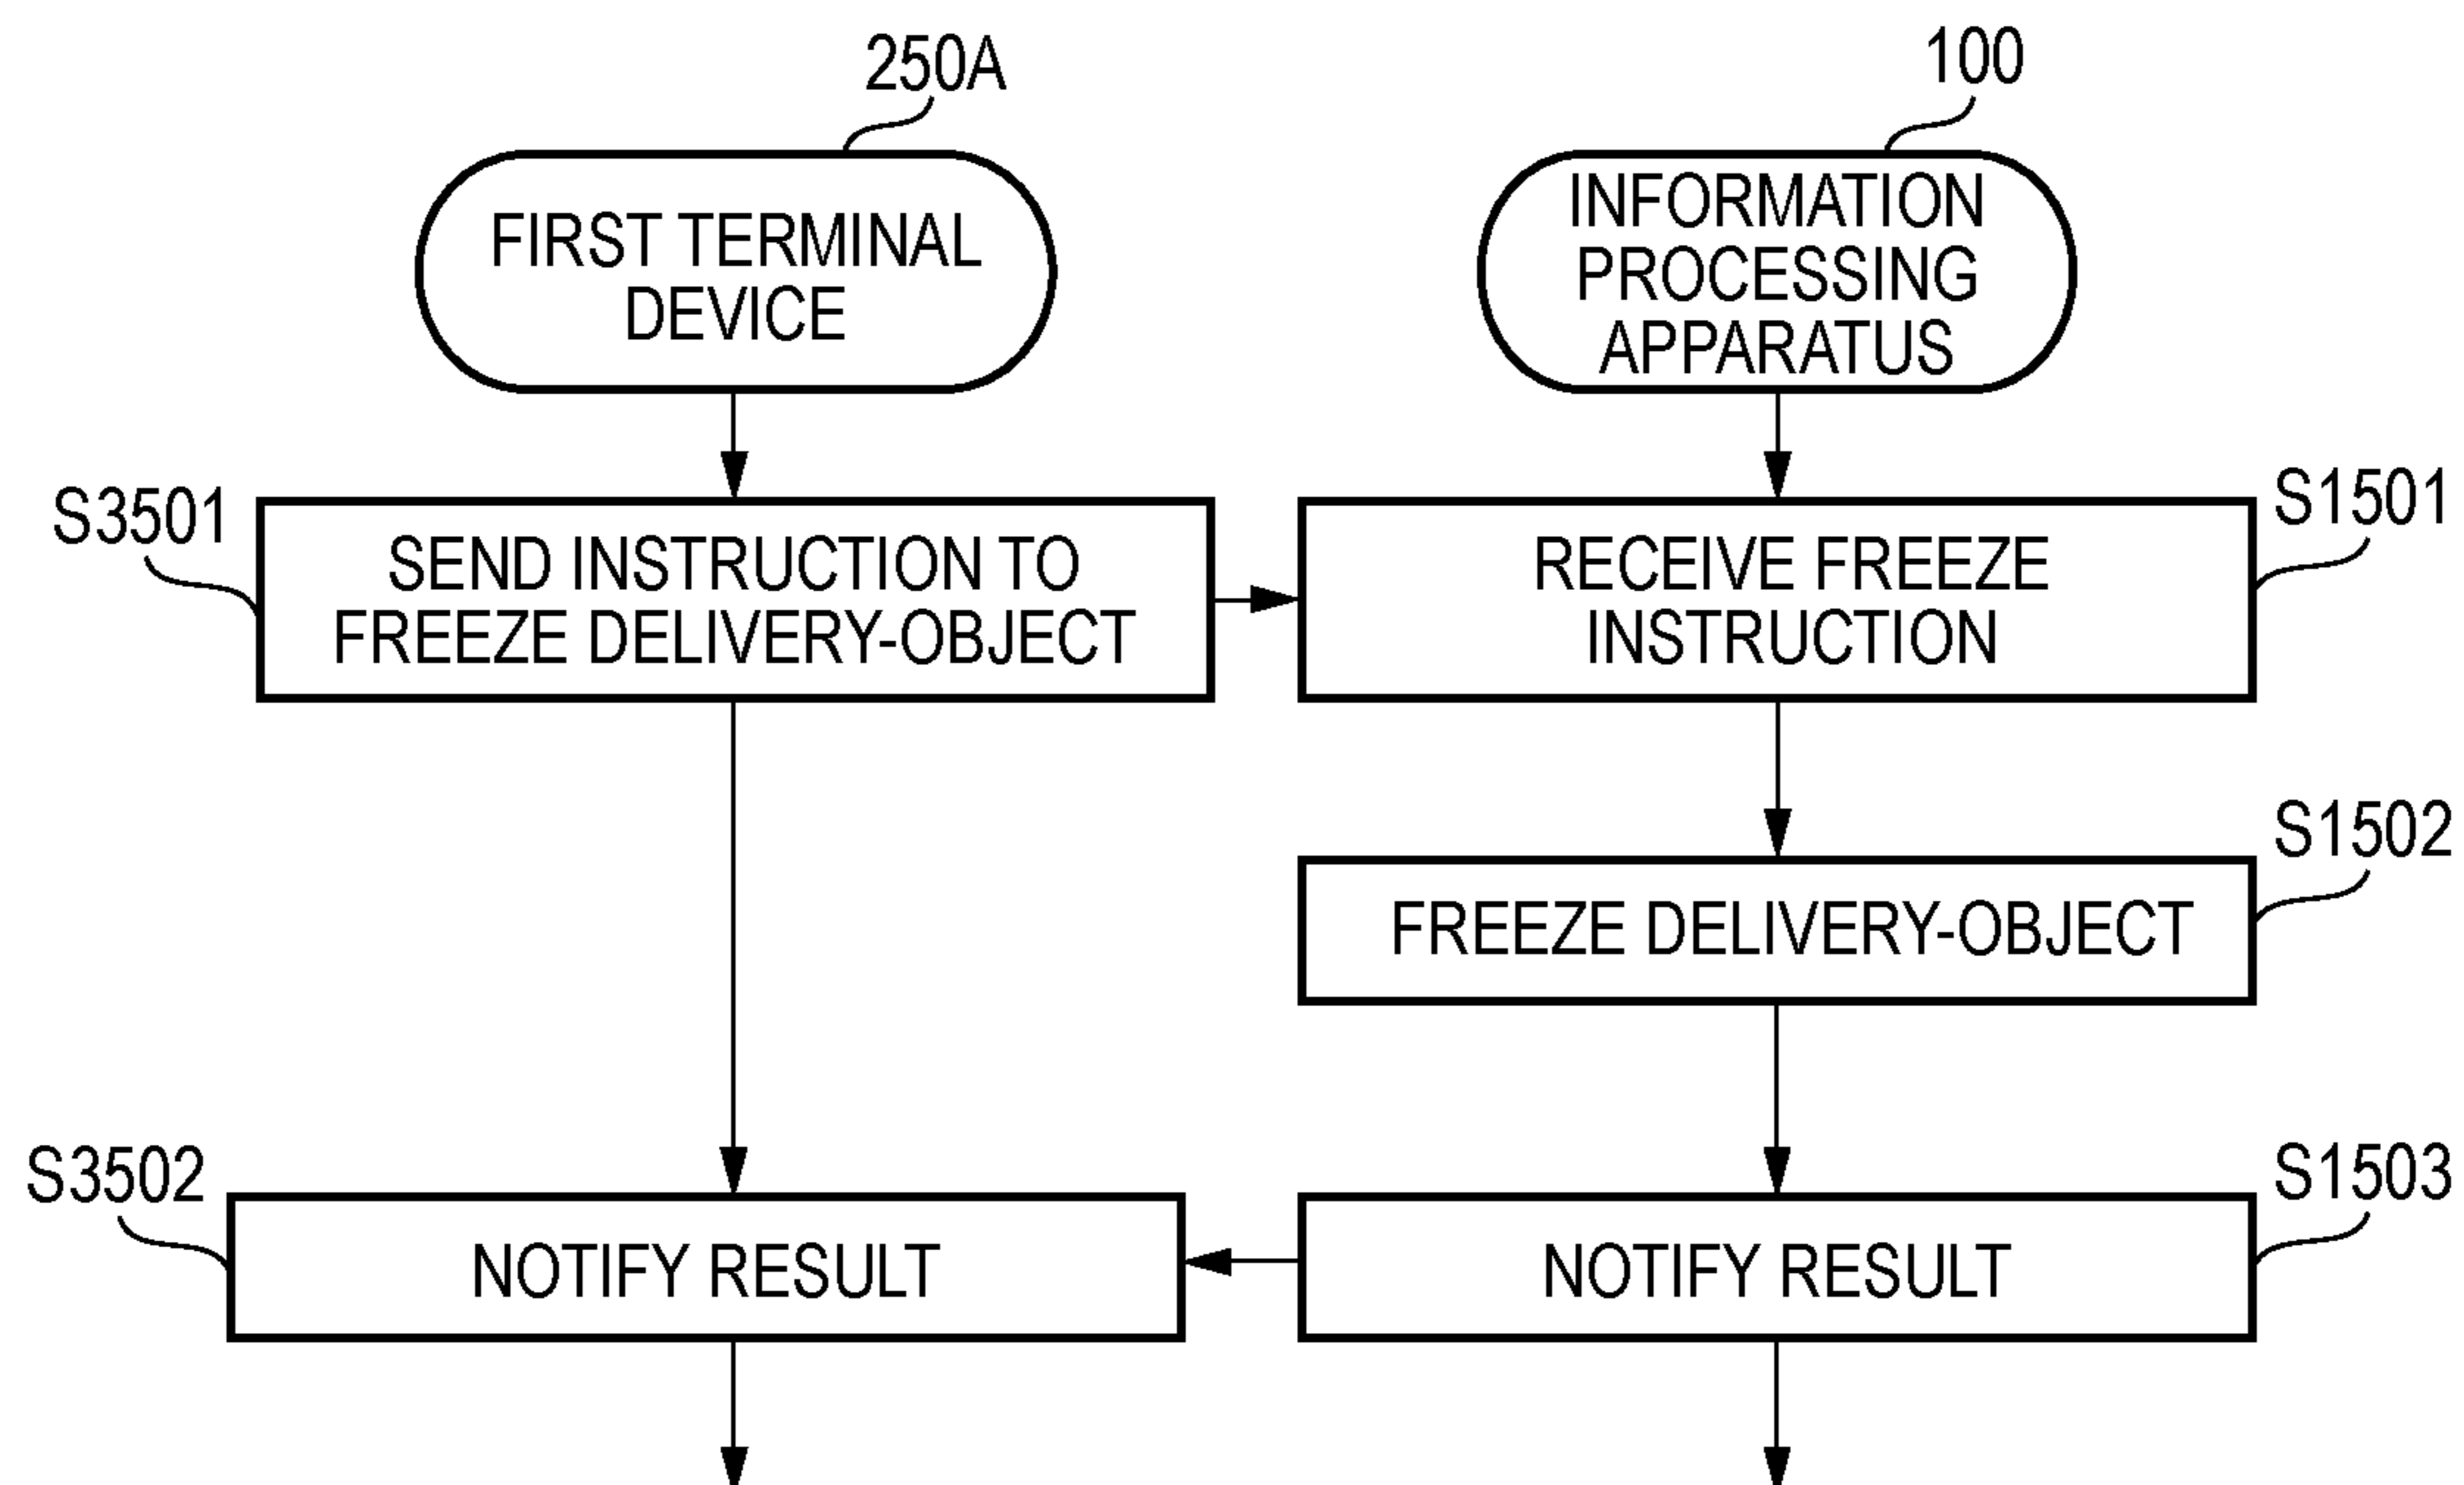 250A
100
FIRST TERMINAL
DEVICE
INFORMATION
PROCESSING
APPARATUS
S3501
SEND INSTRUCTION TO
FREEZE DELIVERY-OBJECT
RECEIVE FREEZE
INSTRUCTION
S1501
FREEZE DELIVERY-OBJECT
S1502
S3502
NOTIFY RESULT
NOTIFY RESULT
S1503